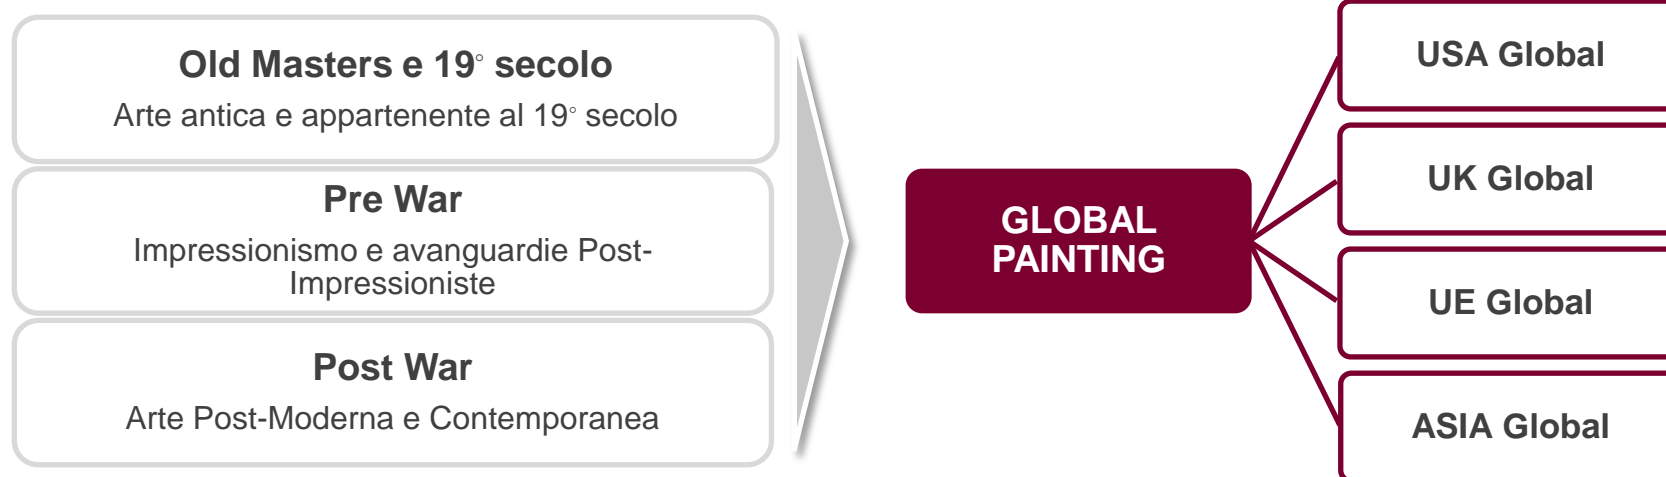 Old Masters e 19° secolo
Arte antica e appartenente al 19° secolo
Pre War
Impressionismo e avanguardie Post-
Impressioniste
Post War
Arte Post-Moderna e Contemporanea
GLOBAL
PAINTING
USA Global
UK Global
UE Global
ASIA Global